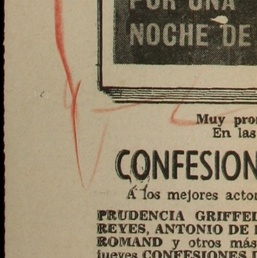 POR UNA
NOCHE DE
Muy pro
En las
CONFESION
A los mejores actor
PRUDENCIA GRIFFEL
REYES, ANTONIO DE
ROMAND y otros más
jueves CONFESIONES D